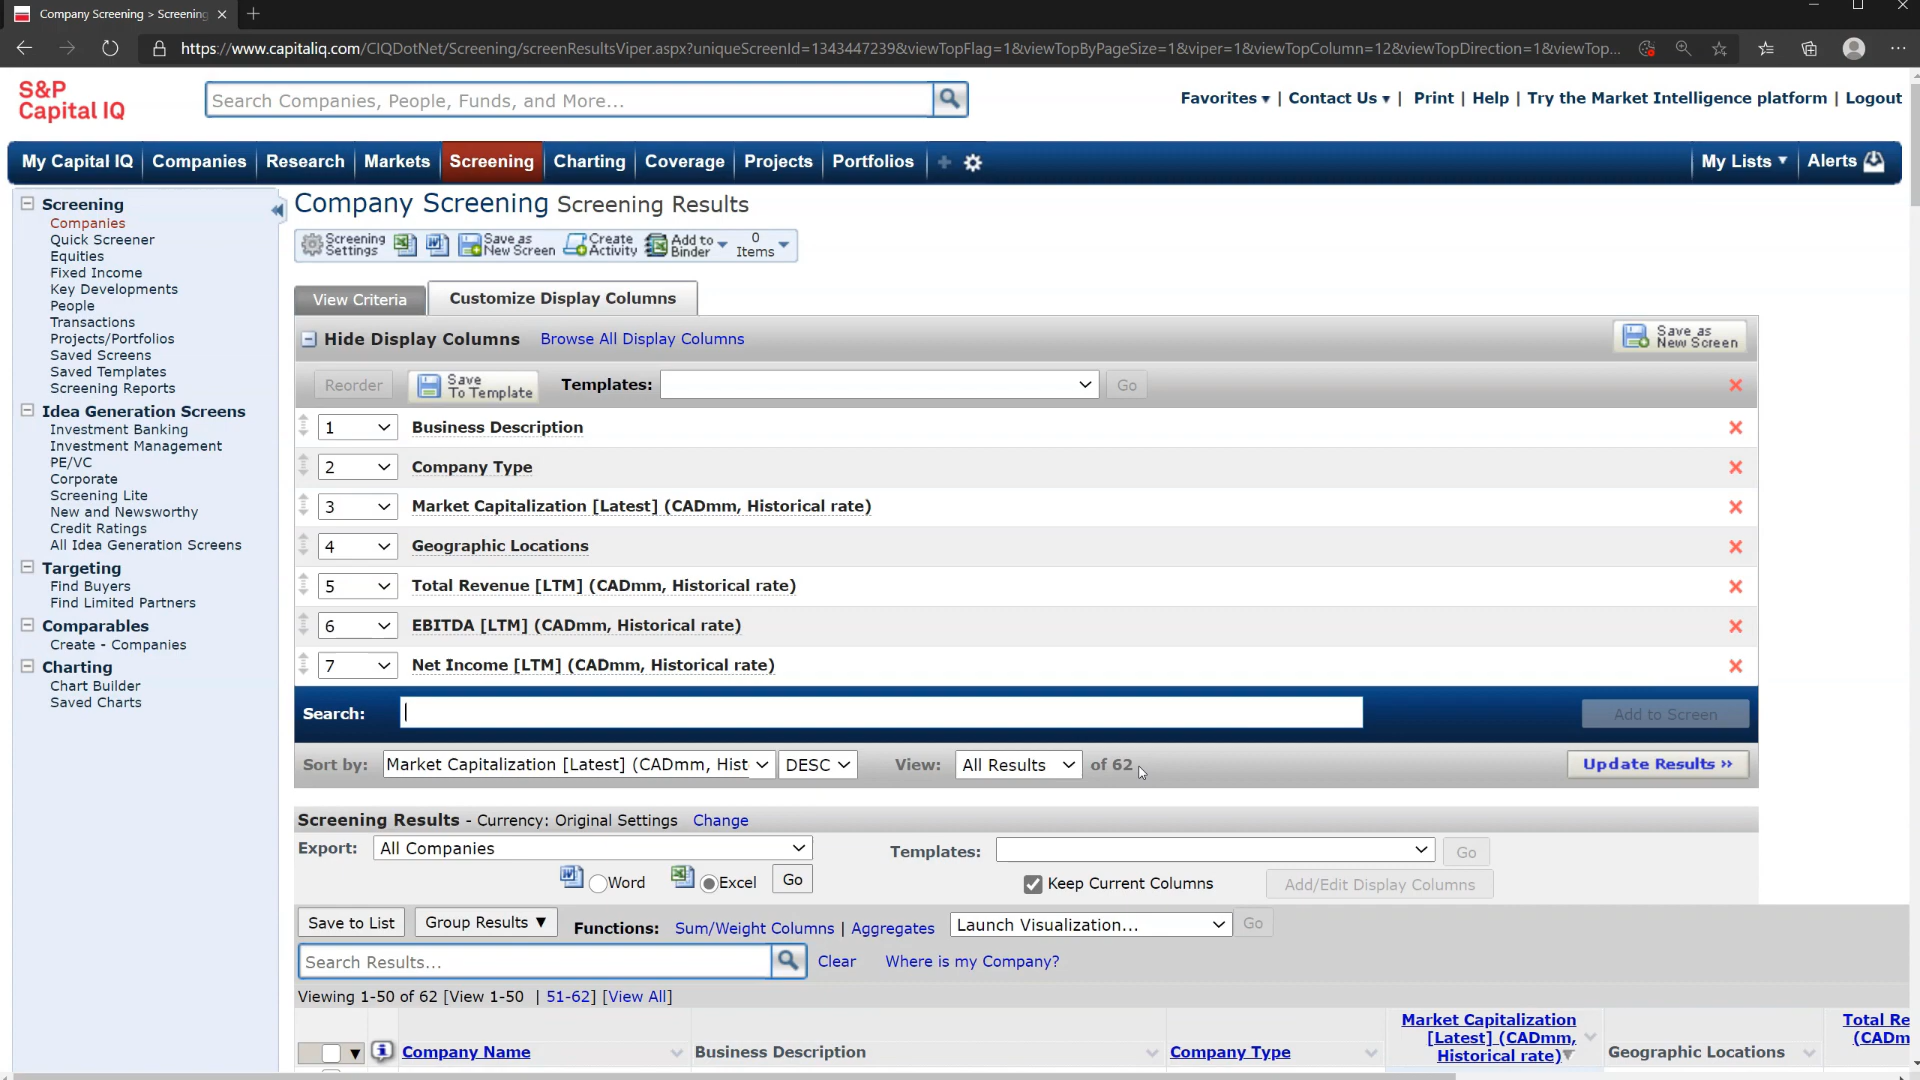 Company Screening > Screening
https://www.capitaliq.com/CIQDotNet/Screening/screenResultsViper.aspx?uniqueScreenId=1343447239&viewTopFlag=1&viewTopByPageSize=1&viper=1&viewTopColumn=12&viewTopDirection=1&viewTop...
S&P
Capital IQ
Search Companies, People, Funds, and More...
Favorites ▾ | Contact Us ▾ | Print | Help | Try the Market Intelligence platform | Logout
My Capital IQ
Companies
Research
Markets
Screening
Charting
Coverage
Projects
Portfolios
My Lists ▾
Alerts
Screening
Companies
Quick Screener
Equities
Fixed Income
Key Developments
People
Transactions
Projects/Portfolios
Saved Screens
Saved Templates
Screening Reports
Idea Generation Screens
Investment Banking
Investment Management
PE/VC
Corporate
Screening Lite
New and Newsworthy
Credit Ratings
All Idea Generation Screens
Targeting
Find Buyers
Find Limited Partners
Comparables
Create - Companies
Charting
Chart Builder
Saved Charts
Company Screening Screening Results
Screening Settings
Save as New Screen
Create Activity
Add to Binder
0 Items
View Criteria
Customize Display Columns
Hide Display Columns Browse All Display Columns
Save as New Screen
Reorder
Save To Template
Templates:
Go
1 Business Description
2 Company Type
3 Market Capitalization [Latest] (CADmm, Historical rate)
4 Geographic Locations
5 Total Revenue [LTM] (CADmm, Historical rate)
6 EBITDA [LTM] (CADmm, Historical rate)
7 Net Income [LTM] (CADmm, Historical rate)
Search:
Add to Screen
Sort by: Market Capitalization [Latest] (CADmm, Hist DESC View: All Results of 62
Update Results »
Screening Results - Currency: Original Settings Change
Export: All Companies
Templates:
Go
Word
Excel
Go
Keep Current Columns
Add/Edit Display Columns
Save to List
Group Results ▼
Functions: Sum/Weight Columns | Aggregates
Launch Visualization...
Go
Search Results...
Clear
Where is my Company?
Viewing 1-50 of 62 [View 1-50 | 51-62] [View All]
Company Name
Business Description
Company Type
Market Capitalization
[Latest] (CADmm,
Historical rate)
Geographic Locations
Total Re
(CADm